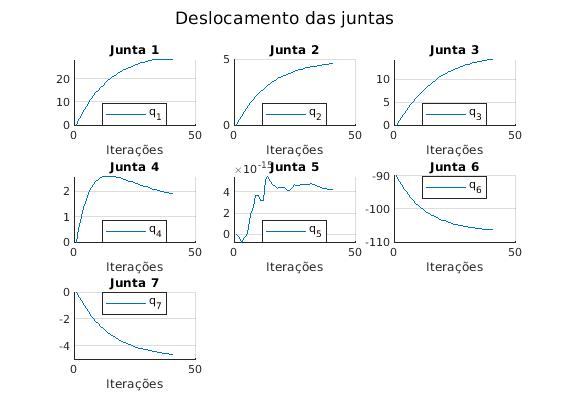 Deslocamento das juntas
Junta 1
20
10
0
q1
0
50
Iterações
Junta 2
5
0
q2
0
50
Iterações
Junta 3
10
5
0
q3
0
50
Iterações
Junta 4
2
1
0
q4
0
50
Iterações
×10-15
Junta 5
4
2
0
q5
0
50
Iterações
Junta 6
-90
-100
-110
q6
0
50
Iterações
Junta 7
0
-2
-4
q7
0
50
Iterações